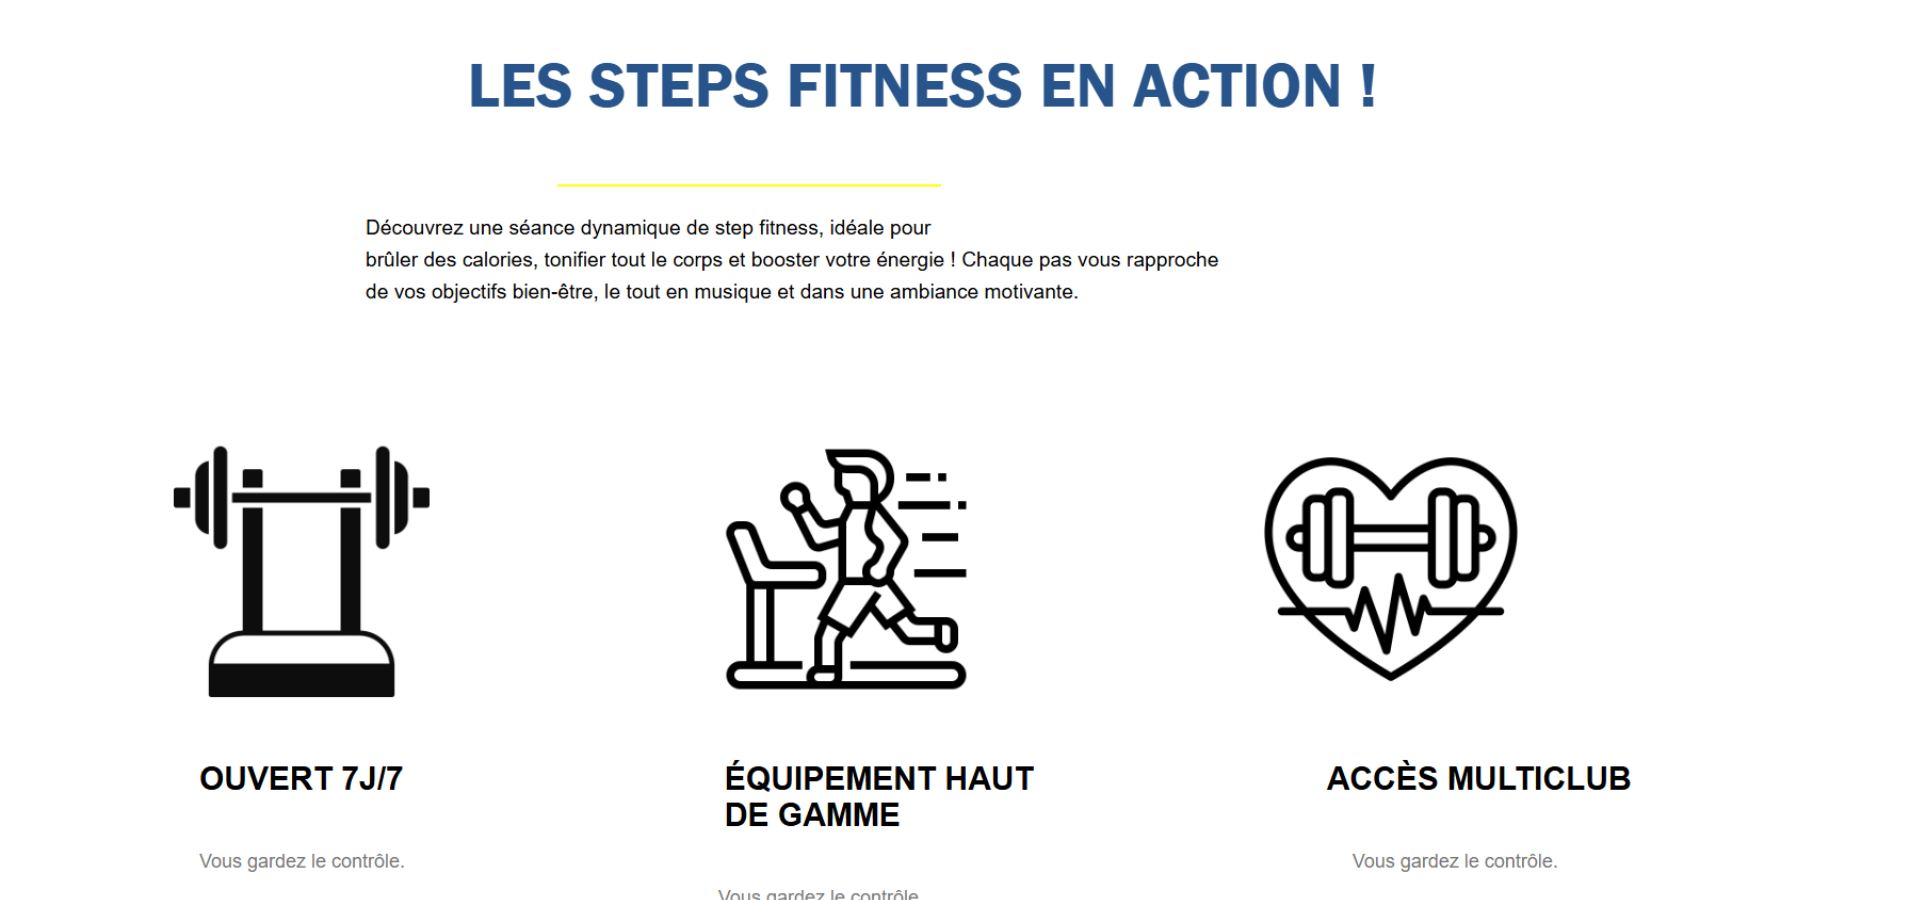 LES STEPS FITNESS EN ACTION !
Découvrez une séance dynamique de step fitness, idéale pour
brûler des calories, tonifier tout le corps et booster votre énergie ! Chaque pas vous rapproche
de vos objectifs bien-être, le tout en musique et dans une ambiance motivante.
OUVERT 7J/7
Vous gardez le contrôle.
ÉQUIPEMENT HAUT
DE GAMME
Vous gardez le contrôle
ACCÈS MULTICLUB
Vous gardez le contrôle.